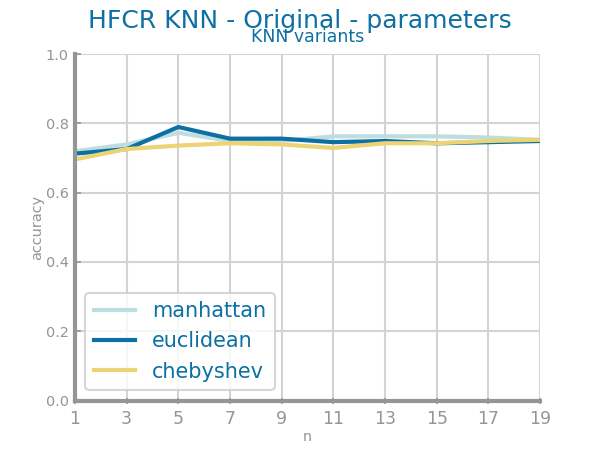 HFCR KNN - Original - parameters
KNN variants
1.0
0.8
0.6
0.4
0.2
0.0
accuracy
manhattan
euclidean
chebyshev
1 3 5 7 9 11 13 15 17 19
n